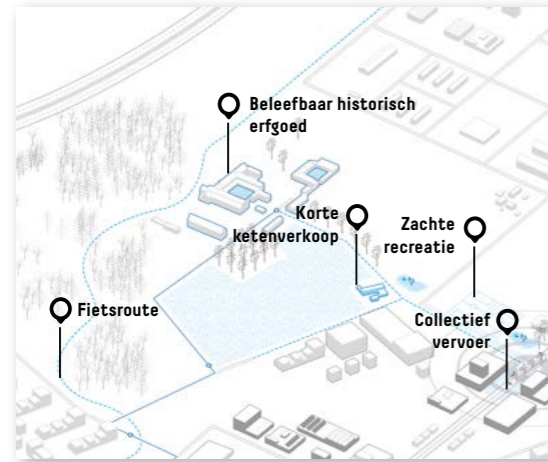 Beleefbaar historisch
erfgoed
Korte
ketenverkoop
Zachte
recreatie
Fietsroute
Collectief
vervoer